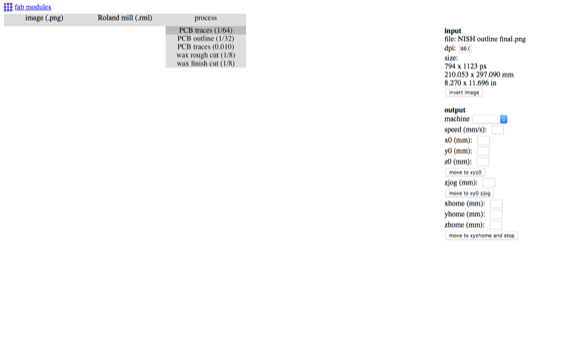 fab modules
image (.png) Roland mill (.rml) process
PCB traces (1/64)
PCB outline (1/32)
PCB traces (0.010)
wax rough cut (1/8)
wax finish cut (1/8)
input
file: NISH outline final.png
dpi:
size:
794 x 1123 px
210.053 x 297.090 mm
8.270 x 11.696 in
invert image
output
machine
speed (mm/s):
x0 (mm):
y0 (mm):
z0 (mm):
move to xyz0
zjog (mm):
move to xy0 zjog
xhome (mm):
yhome (mm):
zhome (mm):
move to xyzhome and stop